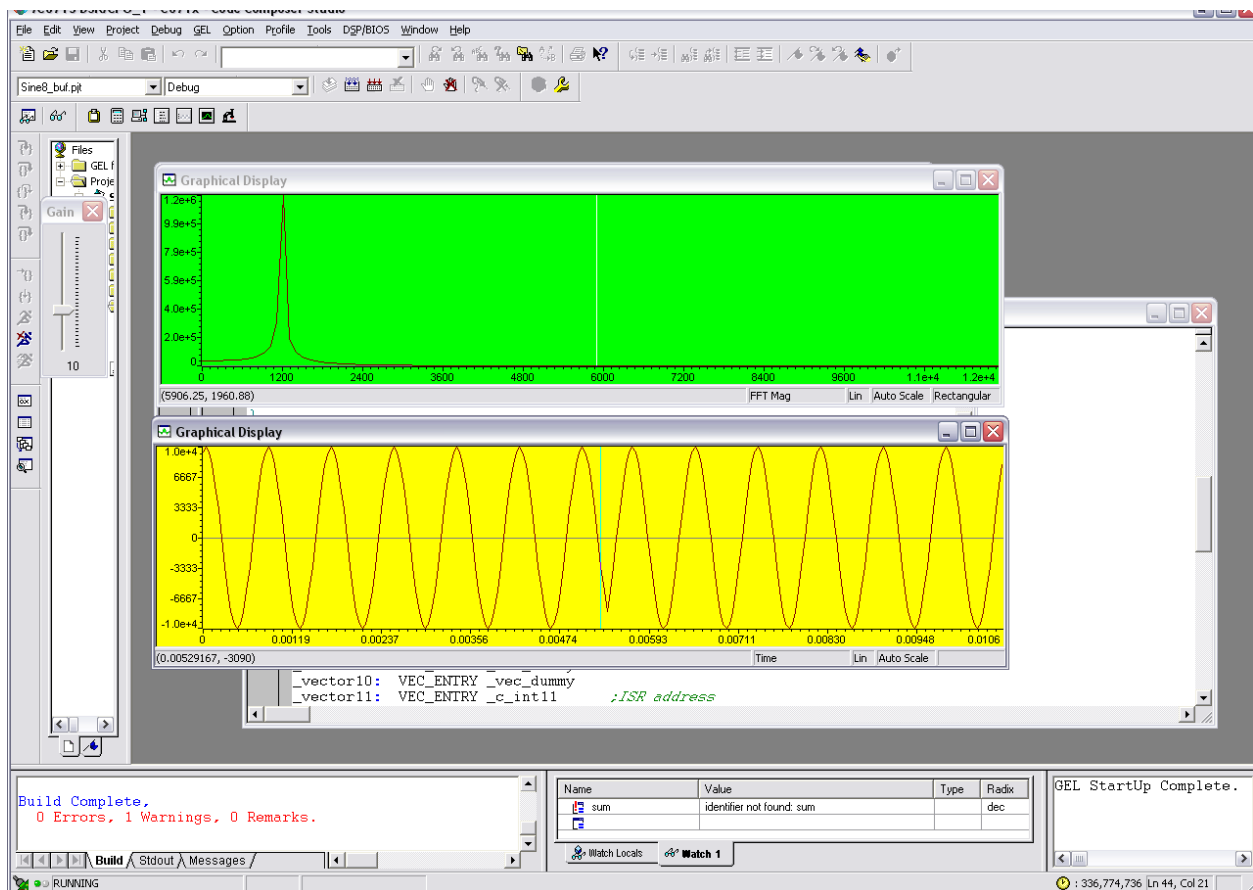 File Edit View Project Debug GEL Option Profile Tools DSP/BIOS Window Help
Sine8_buf.pjt Debug
Files
GEL f
Proje
Gain
10
Graphical Display
1.2e+6
9.9e+5
7.9e+5
5.9e+5
4.0e+5
2.0e+5
0
0 1200 2400 3600 4800 6000 7200 8400 9600 1.1e+4 1.2e+4
(5906.25, 1960.88) FFT Mag Lin Auto Scale Rectangular
Graphical Display
1.0e+4
6667
3333
0
-3333
-6667
-1.0e+4
0 0.00119 0.00237 0.00356 0.00474 0.00593 0.00711 0.00830 0.00948 0.0106
(0.00529167, -3090) Time Lin Auto Scale
_vector10: VEC_ENTRY _vec_dummy
_vector11: VEC_ENTRY _c_int11 ;ISR address
Build Complete,
0 Errors, 1 Warnings, 0 Remarks.
Build Stdout Messages
Name Value Type Radix
sum identifier not found: sum dec
Watch Locals Watch 1
GEL StartUp Complete.
RUNNING : 336,774,736 Ln 44, Col 21